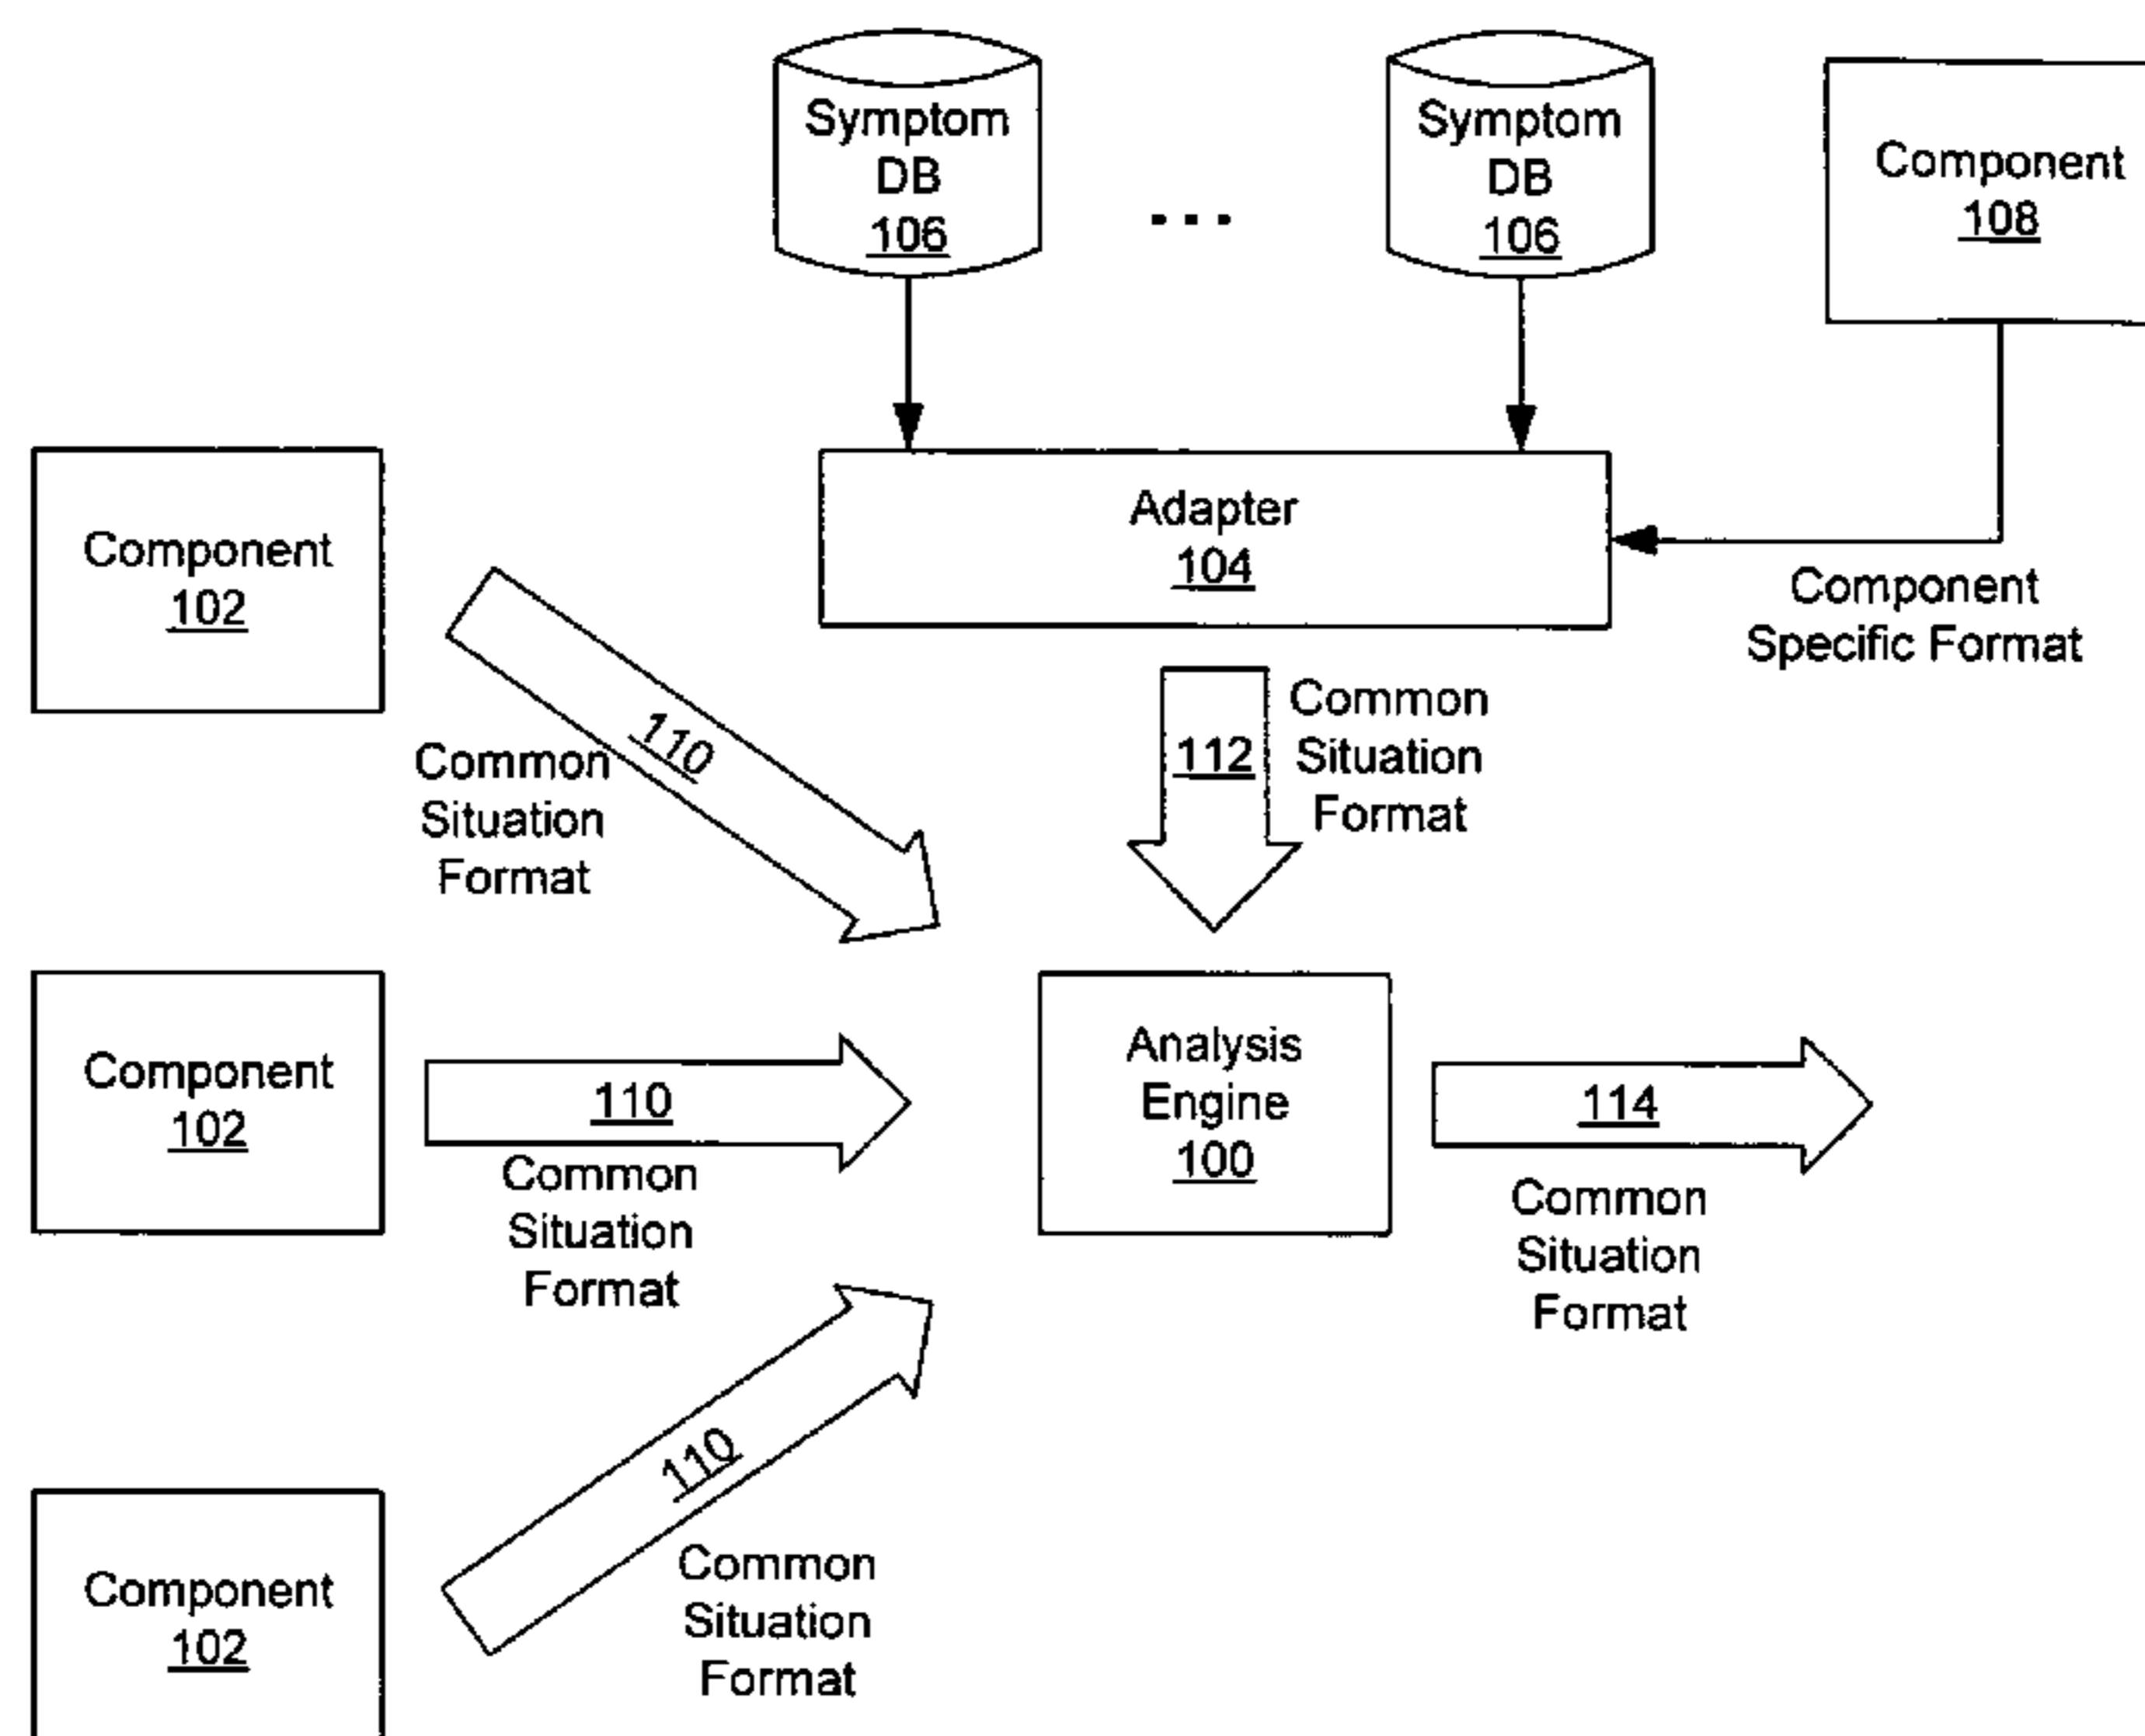 Symptom
DB
106
...
Symptom
DB
106
Component
108
Component
102
Adapter
104
Component
Specific Format
110
Common
Situation
Format
112
Common
Situation
Format
Component
102
110
Common
Situation
Format
Analysis
Engine
100
114
Common
Situation
Format
Component
102
110
Common
Situation
Format